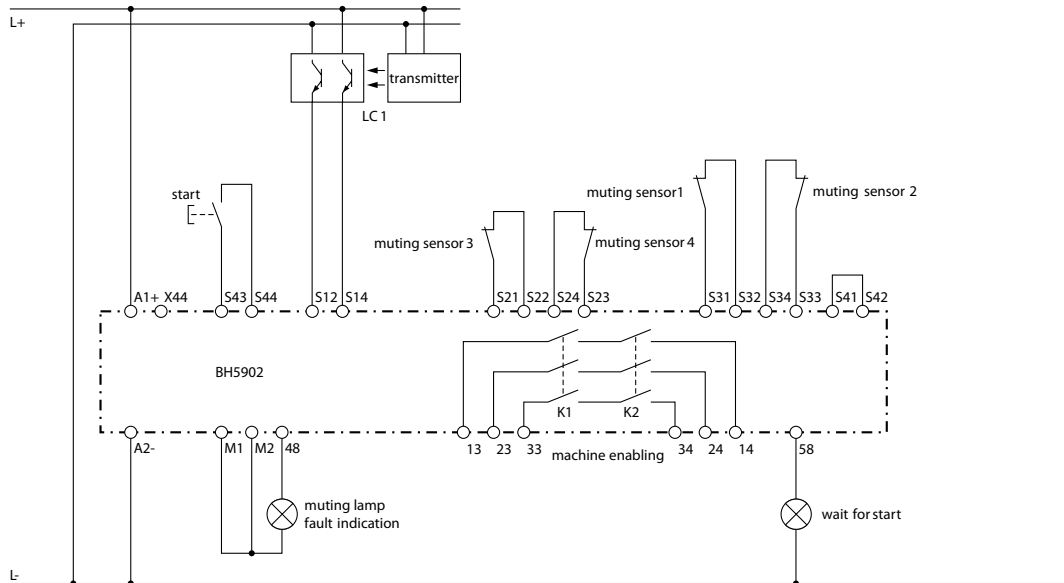 L+
transmitter
LC 1
start
muting sensor1
muting sensor 2
muting sensor 3
muting sensor 4
A1+ X44 S43 S44 S12 S14 S21 S22 S24 S23 S31 S32 S34 S33 S41 S42
BH5902
K1 K2
A2- M1 M2 48 13 23 33 machine enabling 34 24 14 58
muting lamp
fault indication
wait for start
L-